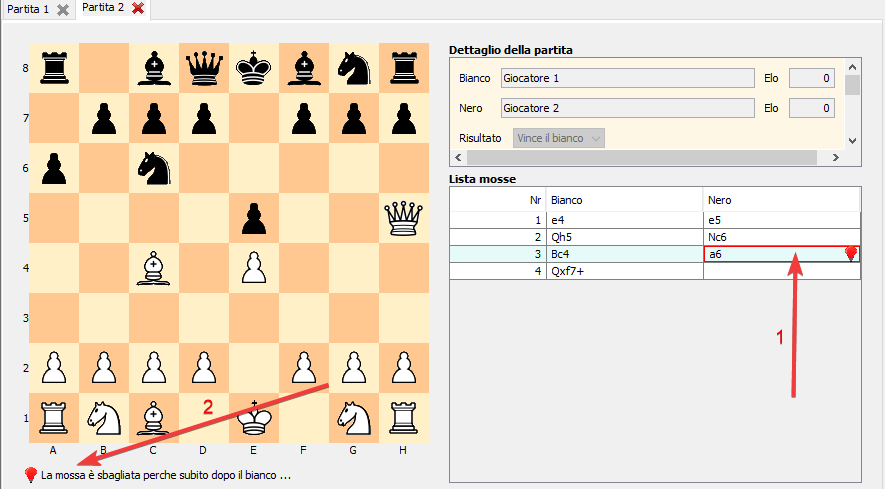 Partita 1
Partita 2
Dettaglio della partita
Bianco Giocatore 1 Elo 0
Nero Giocatore 2 Elo 0
Risultato Vince il bianco
Lista mosse
Nr Bianco Nero
1 e4 e5
2 Qh5 Nc6
3 Bc4 a6
4 Qxf7+
1
8
7
6
5
4
3
2
1
2
A B C D E F G H
La mossa è sbagliata perche subito dopo il bianco ...